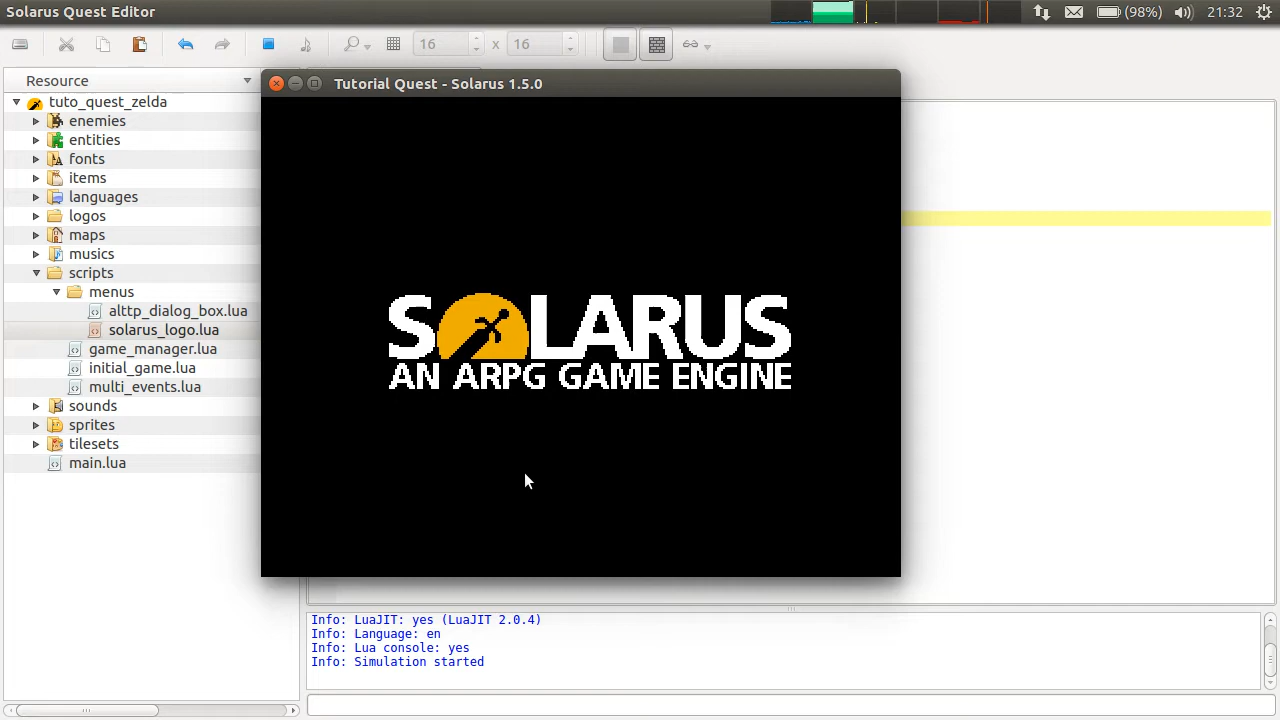 Solarus Quest Editor
(98%)
21:32
16
x
16
Resource
Tutorial Quest - Solarus 1.5.0
tuto_quest_zelda
enemies
entities
fonts
items
languages
logos
maps
musics
scripts
menus
alttp_dialog_box.lua
solarus_logo.lua
game_manager.lua
initial_game.lua
multi_events.lua
sounds
sprites
tilesets
main.lua
SOLARUS
AN ARPG GAME ENGINE
Info: LuaJIT: yes (LuaJIT 2.0.4)
Info: Language: en
Info: Lua console: yes
Info: Simulation started